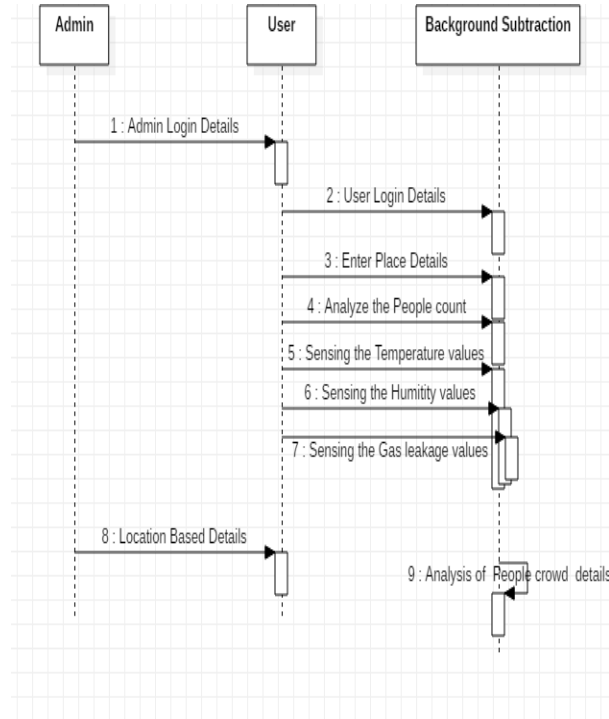 Admin
User
Background Subtraction
1 : Admin Login Details
2 : User Login Details
3 : Enter Place Details
4 : Analyze the People count
5 : Sensing the Temperature values
6 : Sensing the Humitity values
7 : Sensing the Gas leakage values
8 : Location Based Details
9 : Analysis of People crowd details